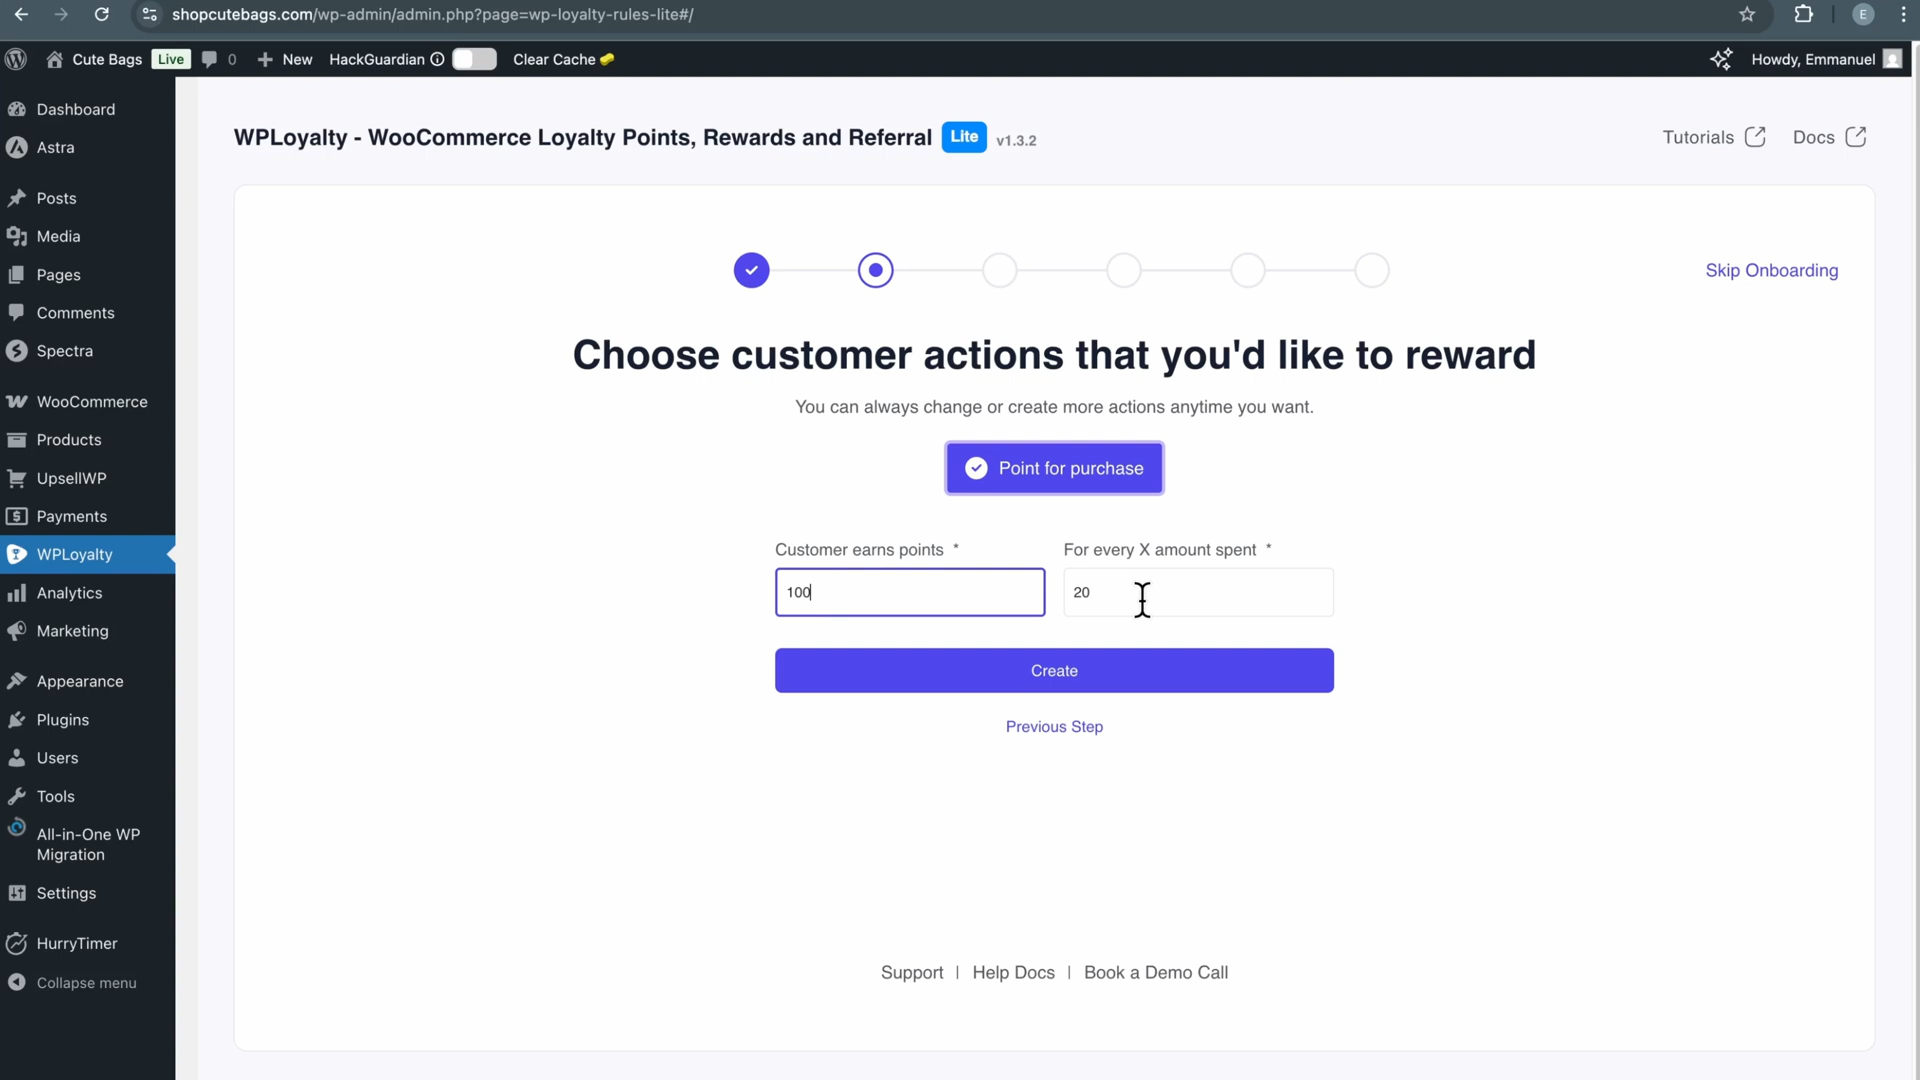 shopcutebags.com/wp-admin/admin.php?page=wp-loyalty-rules-lite#/
E
Cute Bags Live 0 New HackGuardian Clear Cache Howdy, Emmanuel
Dashboard
Astra
Posts
Media
Pages
Comments
Spectra
WooCommerce
Products
UpsellWP
Payments
WPLoyalty
Analytics
Marketing
Appearance
Plugins
Users
Tools
All-in-One WP
Migration
Settings
HurryTimer
Collapse menu
WPLoyalty - WooCommerce Loyalty Points, Rewards and Referral Lite v1.3.2
Tutorials Docs
Skip Onboarding
Choose customer actions that you'd like to reward
You can always change or create more actions anytime you want.
Point for purchase
Customer earns points * For every X amount spent *
100 20
Create
Previous Step
Support | Help Docs | Book a Demo Call